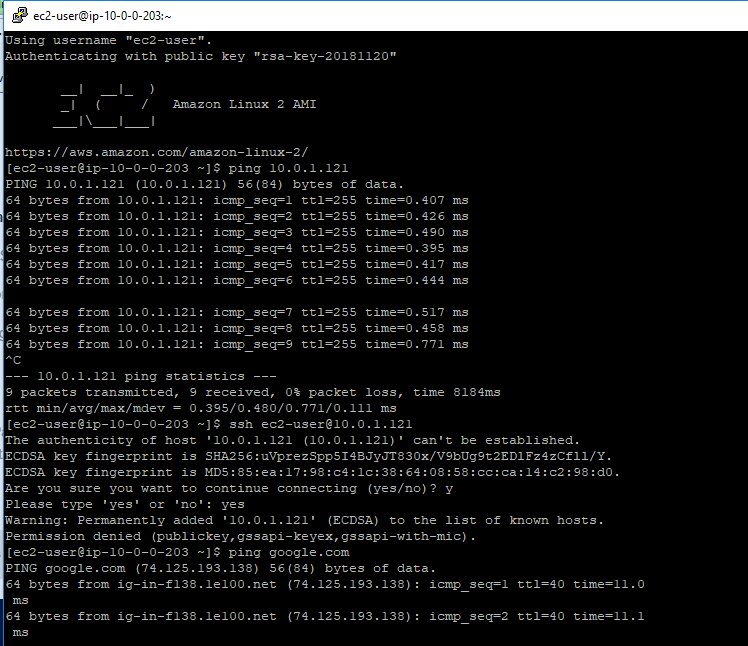 ec2-user@ip-10-0-0-203:~
Using username "ec2-user".
Authenticating with public key "rsa-key-20181120"
       __|  __|_  )
       _|  (     /   Amazon Linux 2 AMI
      ___|\___|___|
https://aws.amazon.com/amazon-linux-2/
[ec2-user@ip-10-0-0-203 ~]$ ping 10.0.1.121
PING 10.0.1.121 (10.0.1.121) 56(84) bytes of data.
64 bytes from 10.0.1.121: icmp_seq=1 ttl=255 time=0.407 ms
64 bytes from 10.0.1.121: icmp_seq=2 ttl=255 time=0.426 ms
64 bytes from 10.0.1.121: icmp_seq=3 ttl=255 time=0.490 ms
64 bytes from 10.0.1.121: icmp_seq=4 ttl=255 time=0.395 ms
64 bytes from 10.0.1.121: icmp_seq=5 ttl=255 time=0.417 ms
64 bytes from 10.0.1.121: icmp_seq=6 ttl=255 time=0.444 ms
64 bytes from 10.0.1.121: icmp_seq=7 ttl=255 time=0.517 ms
64 bytes from 10.0.1.121: icmp_seq=8 ttl=255 time=0.458 ms
64 bytes from 10.0.1.121: icmp_seq=9 ttl=255 time=0.771 ms
^C
--- 10.0.1.121 ping statistics ---
9 packets transmitted, 9 received, 0% packet loss, time 8184ms
rtt min/avg/max/mdev = 0.395/0.480/0.771/0.111 ms
[ec2-user@ip-10-0-0-203 ~]$ ssh ec2-user@10.0.1.121
The authenticity of host '10.0.1.121 (10.0.1.121)' can't be established.
ECDSA key fingerprint is SHA256:uVprezSpp5I4BJyJT830x/V9bUg9t2EDlFz4zCfll/Y.
ECDSA key fingerprint is MD5:85:ea:17:98:c4:1c:38:64:08:58:cc:ca:14:c2:98:d0.
Are you sure you want to continue connecting (yes/no)? y
Please type 'yes' or 'no': yes
Warning: Permanently added '10.0.1.121' (ECDSA) to the list of known hosts.
Permission denied (publickey,gssapi-keyex,gssapi-with-mic).
[ec2-user@ip-10-0-0-203 ~]$ ping google.com
PING google.com (74.125.193.138) 56(84) bytes of data.
64 bytes from ig-in-f138.1e100.net (74.125.193.138): icmp_seq=1 ttl=40 time=11.0
 ms
64 bytes from ig-in-f138.1e100.net (74.125.193.138): icmp_seq=2 ttl=40 time=11.1
 ms